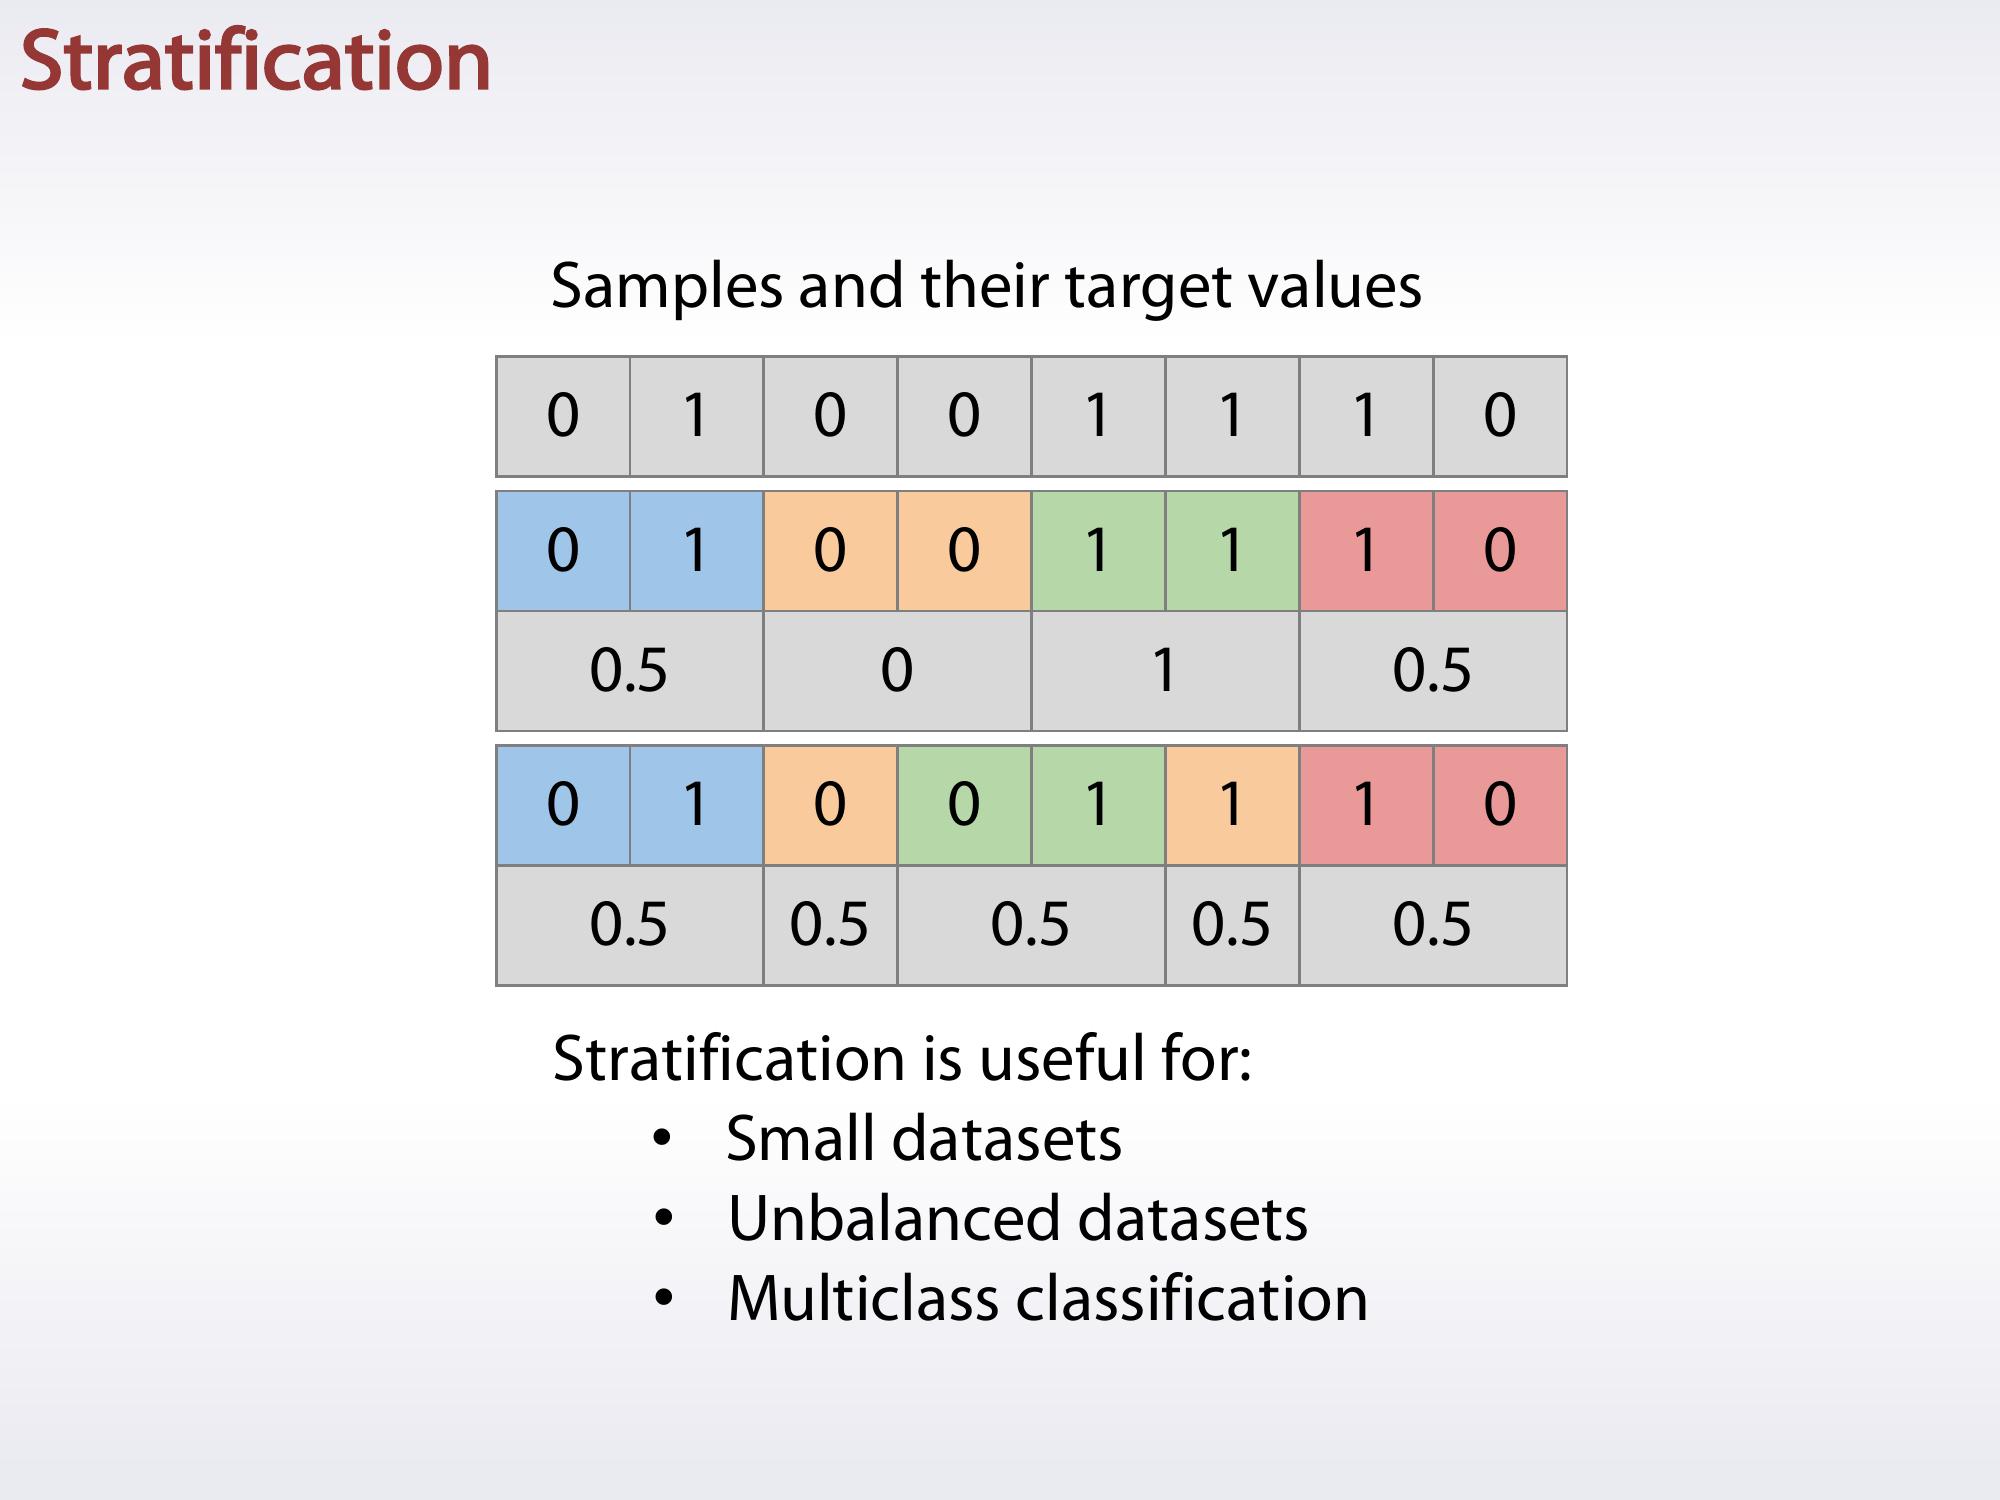 Stratification
Samples and their target values
0 1 0 0 1 1 1 0
0 1 0 0 1 1 1 0
0.5 0 1 0.5
0 1 0 0 1 1 1 0
0.5 0.5 0.5 0.5 0.5
Stratification is useful for:
• Small datasets
• Unbalanced datasets
• Multiclass classification